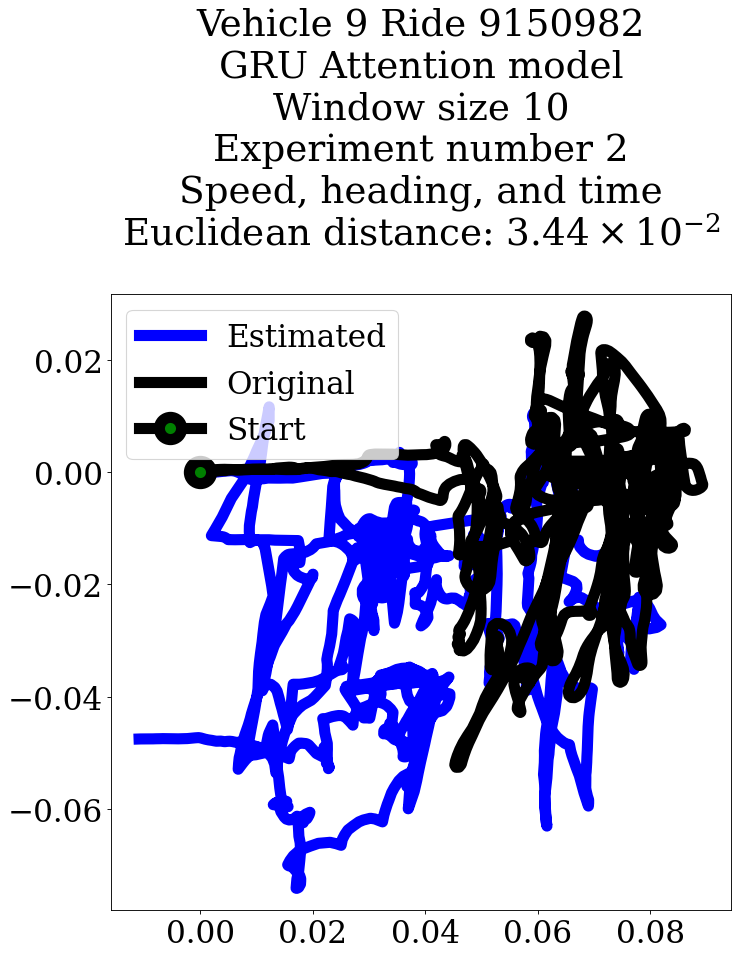 Vehicle 9 Ride 9150982
GRU Attention model
Window size 10
Experiment number 2
Speed, heading, and time
Euclidean distance: 3.44 × 10⁻²
Estimated
Original
Start
0.02
0.00
−0.02
−0.04
−0.06
0.00 0.02 0.04 0.06 0.08